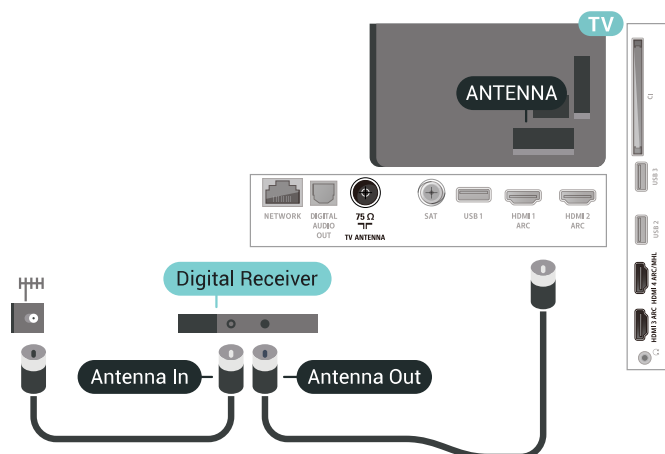 TV
ANTENNA
CI
USB 3
USB 2
HDMI 4 ARC/MHL
HDMI 3 ARC
NETWORK
DIGITAL
AUDIO
OUT
75 Ω
TV ANTENNA
SAT
USB 1
HDMI 1
ARC
HDMI 2
ARC
Digital Receiver
Antenna In
Antenna Out